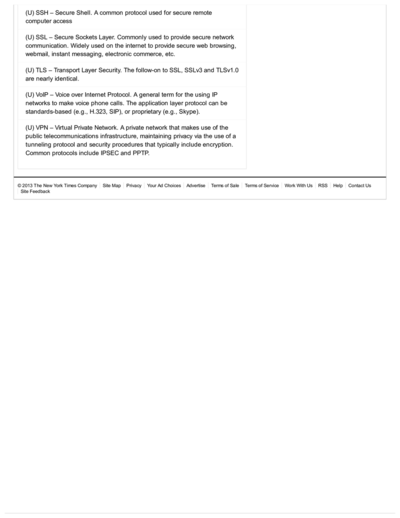 (U) SSH – Secure Shell. A common protocol used for secure remote
computer access
(U) SSL – Secure Sockets Layer. Commonly used to provide secure network
communication. Widely used on the internet to provide secure web browsing,
webmail, instant messaging, electronic commerce, etc.
(U) TLS – Transport Layer Security. The follow-on to SSL, SSLv3 and TLSv1.0
are nearly identical.
(U) VoIP – Voice over Internet Protocol. A general term for the using IP
networks to make voice phone calls. The application layer protocol can be
standards-based (e.g., H.323, SIP), or proprietary (e.g., Skype).
(U) VPN – Virtual Private Network. A private network that makes use of the
public telecommunications infrastructure, maintaining privacy via the use of a
tunneling protocol and security procedures that typically include encryption.
Common protocols include IPSEC and PPTP.
© 2013 The New York Times Company Site Map Privacy Your Ad Choices Advertise Terms of Sale Terms of Service Work With Us RSS Help Contact Us
Site Feedback